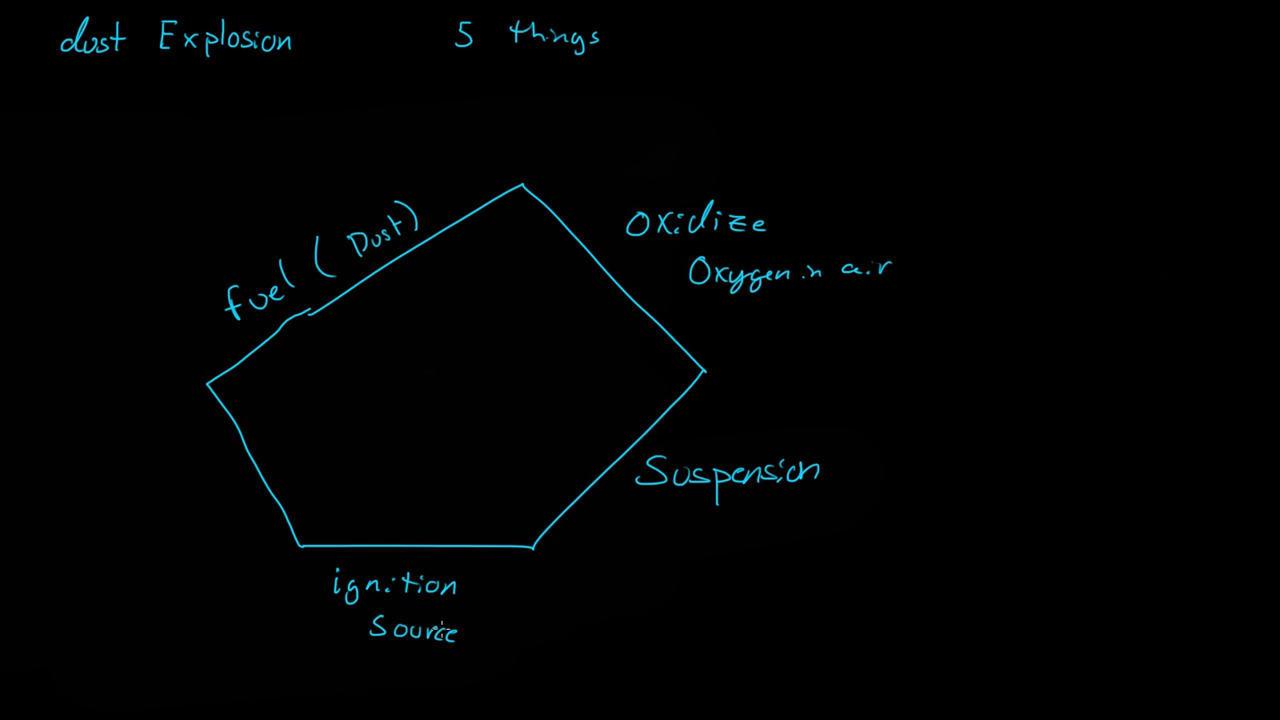 dust Explosion 5 things
fuel (Dust)
Oxidize
Oxygen in air
Suspension
ignition
Source